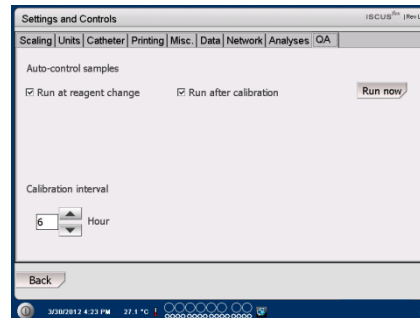 Settings and Controls
ISCUSflex |Rev
Scaling Units Catheter Printing Misc. Data Network Analyses QA
Auto-control samples
Run at reagent change Run after calibration Run now
Calibration interval
6 Hour
Back
3/30/2012 4:23 PM 27.1 °C